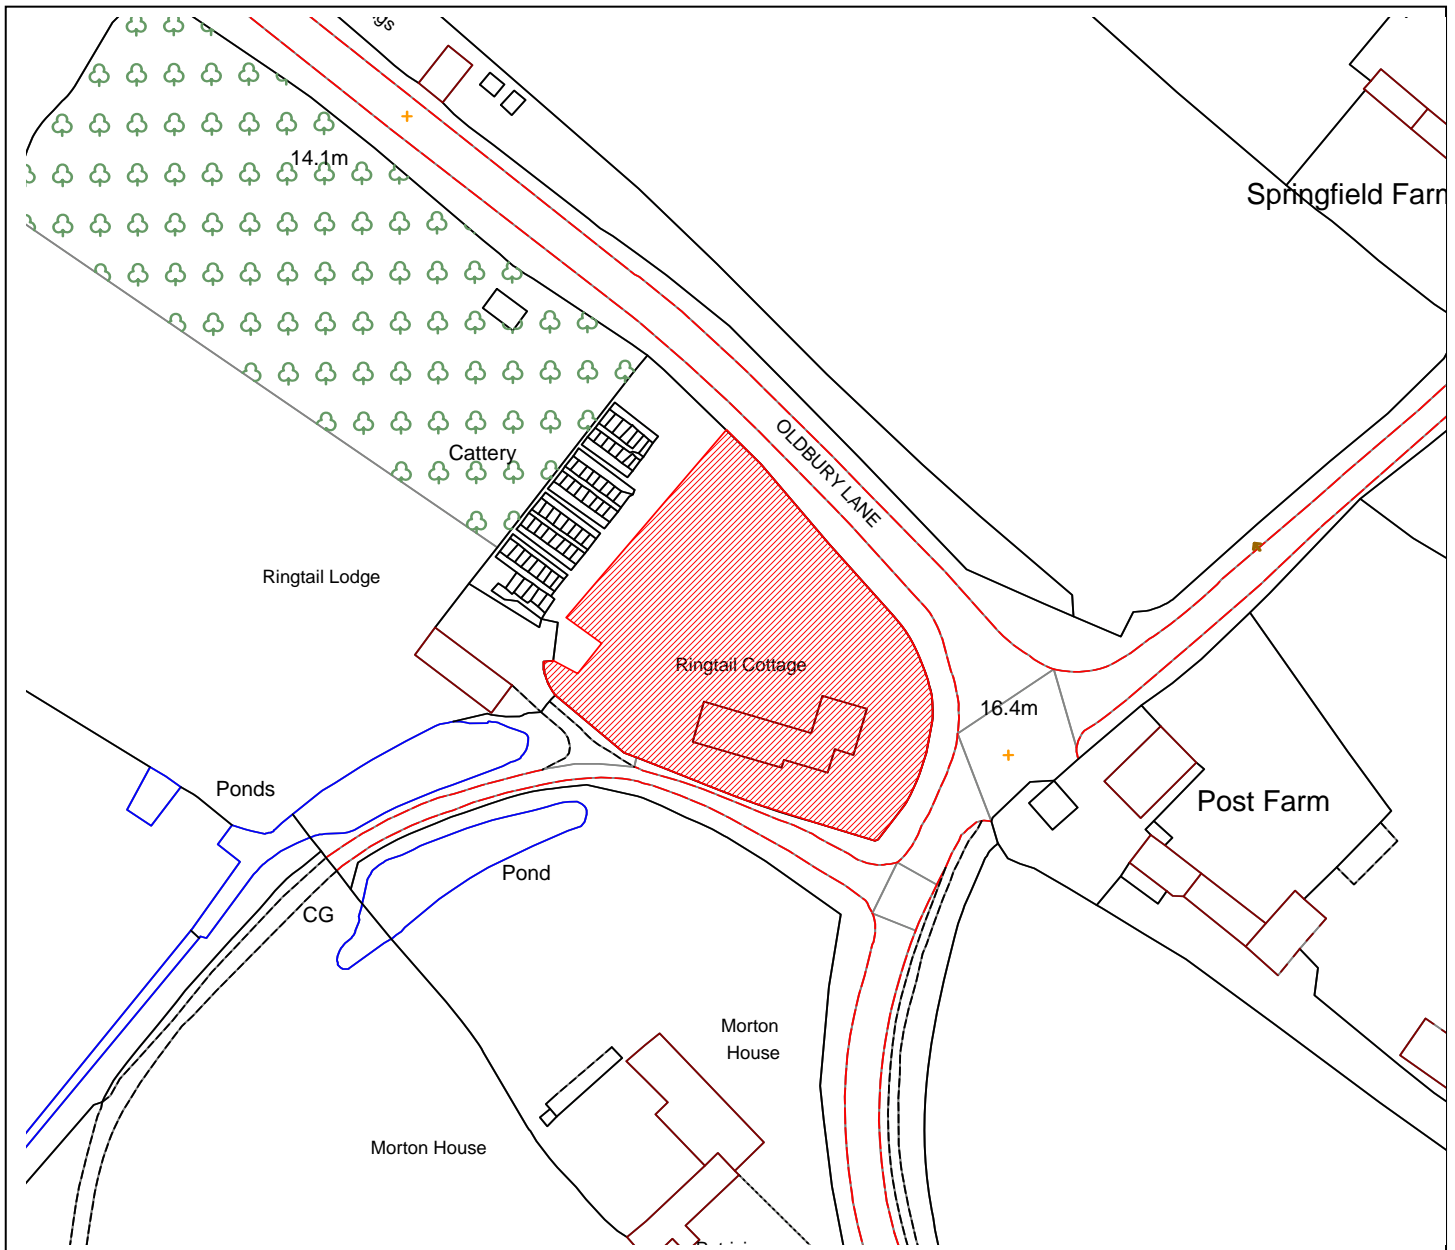 14.1m
Springfield Farm
OLDBURY LANE
Cattery
Ringtail Lodge
Ringtail Cottage
16.4m
Ponds
Post Farm
Pond
CG
Morton
House
Morton House